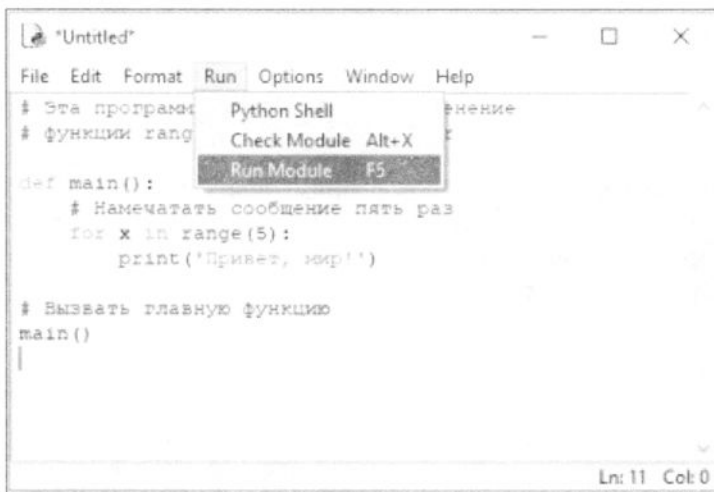 *Untitled*
File Edit Format Run Options Window Help
# Эта программ
енение
# функции rang
r
Python Shell
Check Module Alt+X
Run Module F5
def main():
# Намечатать сообщение пять раз
for x in range(5):
print('Привет, мир!')
# Вызвать главную функцию
main()
Ln: 11 Col: 0